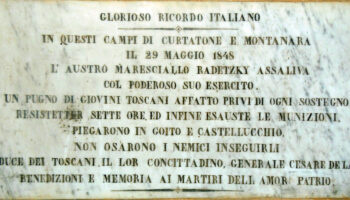 GLORIOSO RICORDO ITALIANO
IN QUESTI CAMPI DI CURTATONE E MONTANARA
IL 29 MAGGIO 1848
L' AUSTRO MARESCIALLO RADETZKY ASSALIVA
COL PODEROSO SUO ESERCITO.
UN PUGNO DI GIOVINI TOSCANI AFFATTO PRIVI DI OGNI SOSTEGNO
RESISTETTER SETTE ORE, ED INFINE ESAUSTE LE MUNIZIONI,
PIEGARONO IN GOITO E CASTELLUCCHIO,
NON OSARONO I NEMICI INSEGUIRLI
DUCE DEI TOSCANI, IL LOR CONCITTADINO, GENERALE CESARE DE
BENEDIZIONI E MEMORIA AI MARTIRI DELL' AMOR PATRIO.